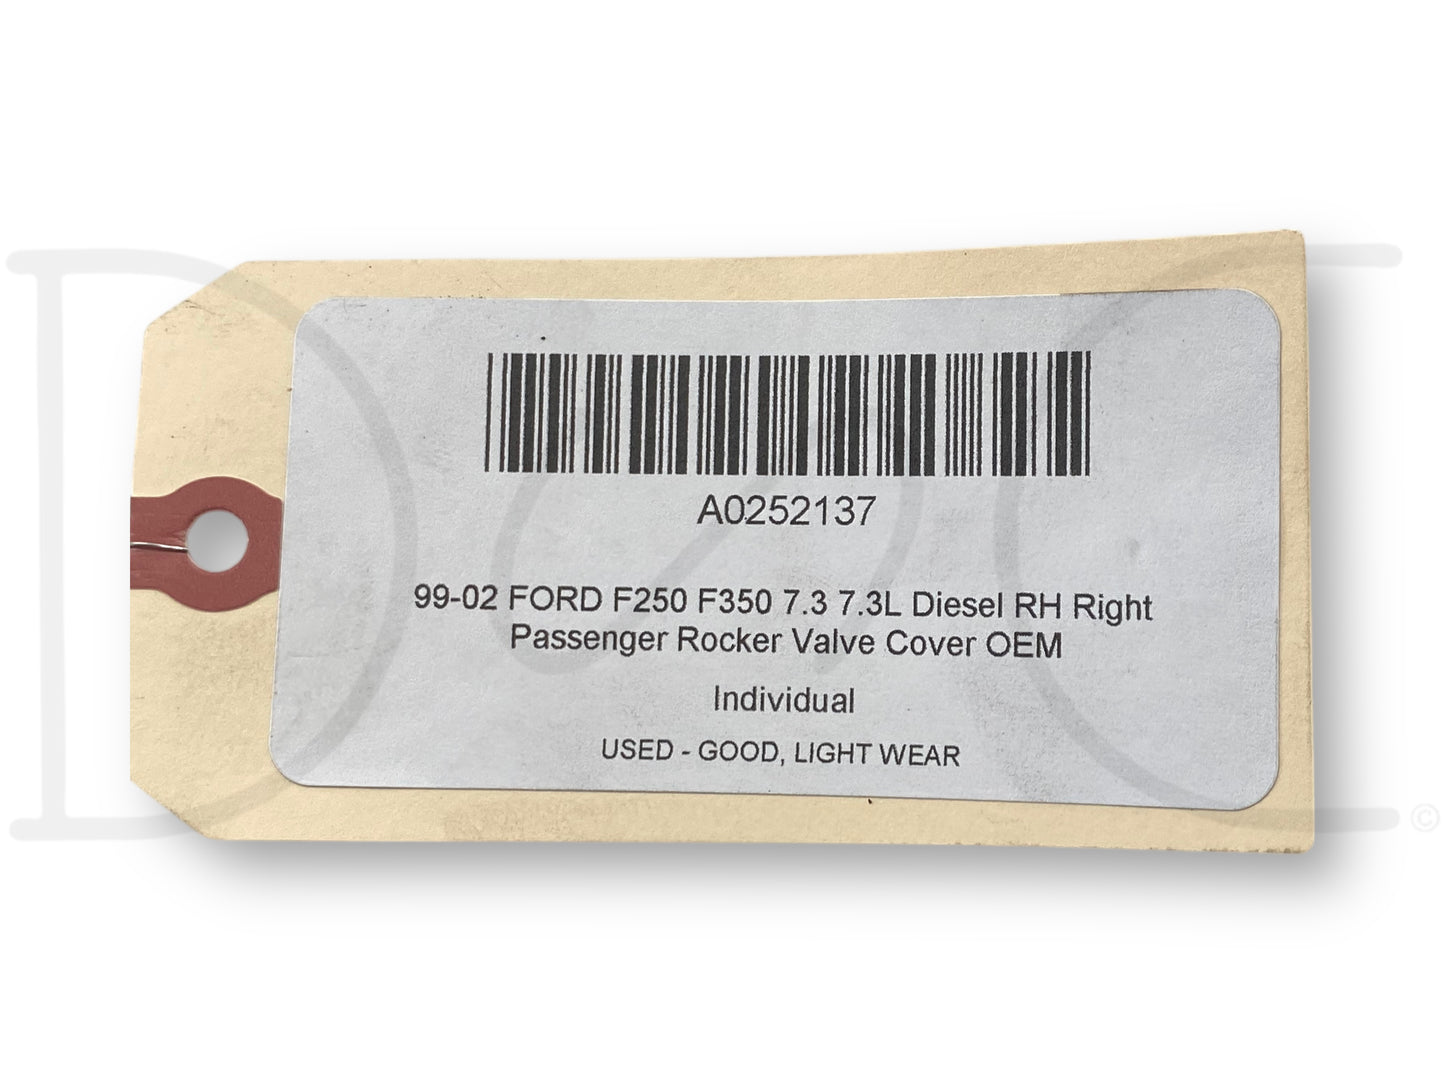 A0252137
99-02 FORD F250 F350 7.3 7.3L Diesel RH Right
Passenger Rocker Valve Cover OEM
Individual
USED - GOOD, LIGHT WEAR
©